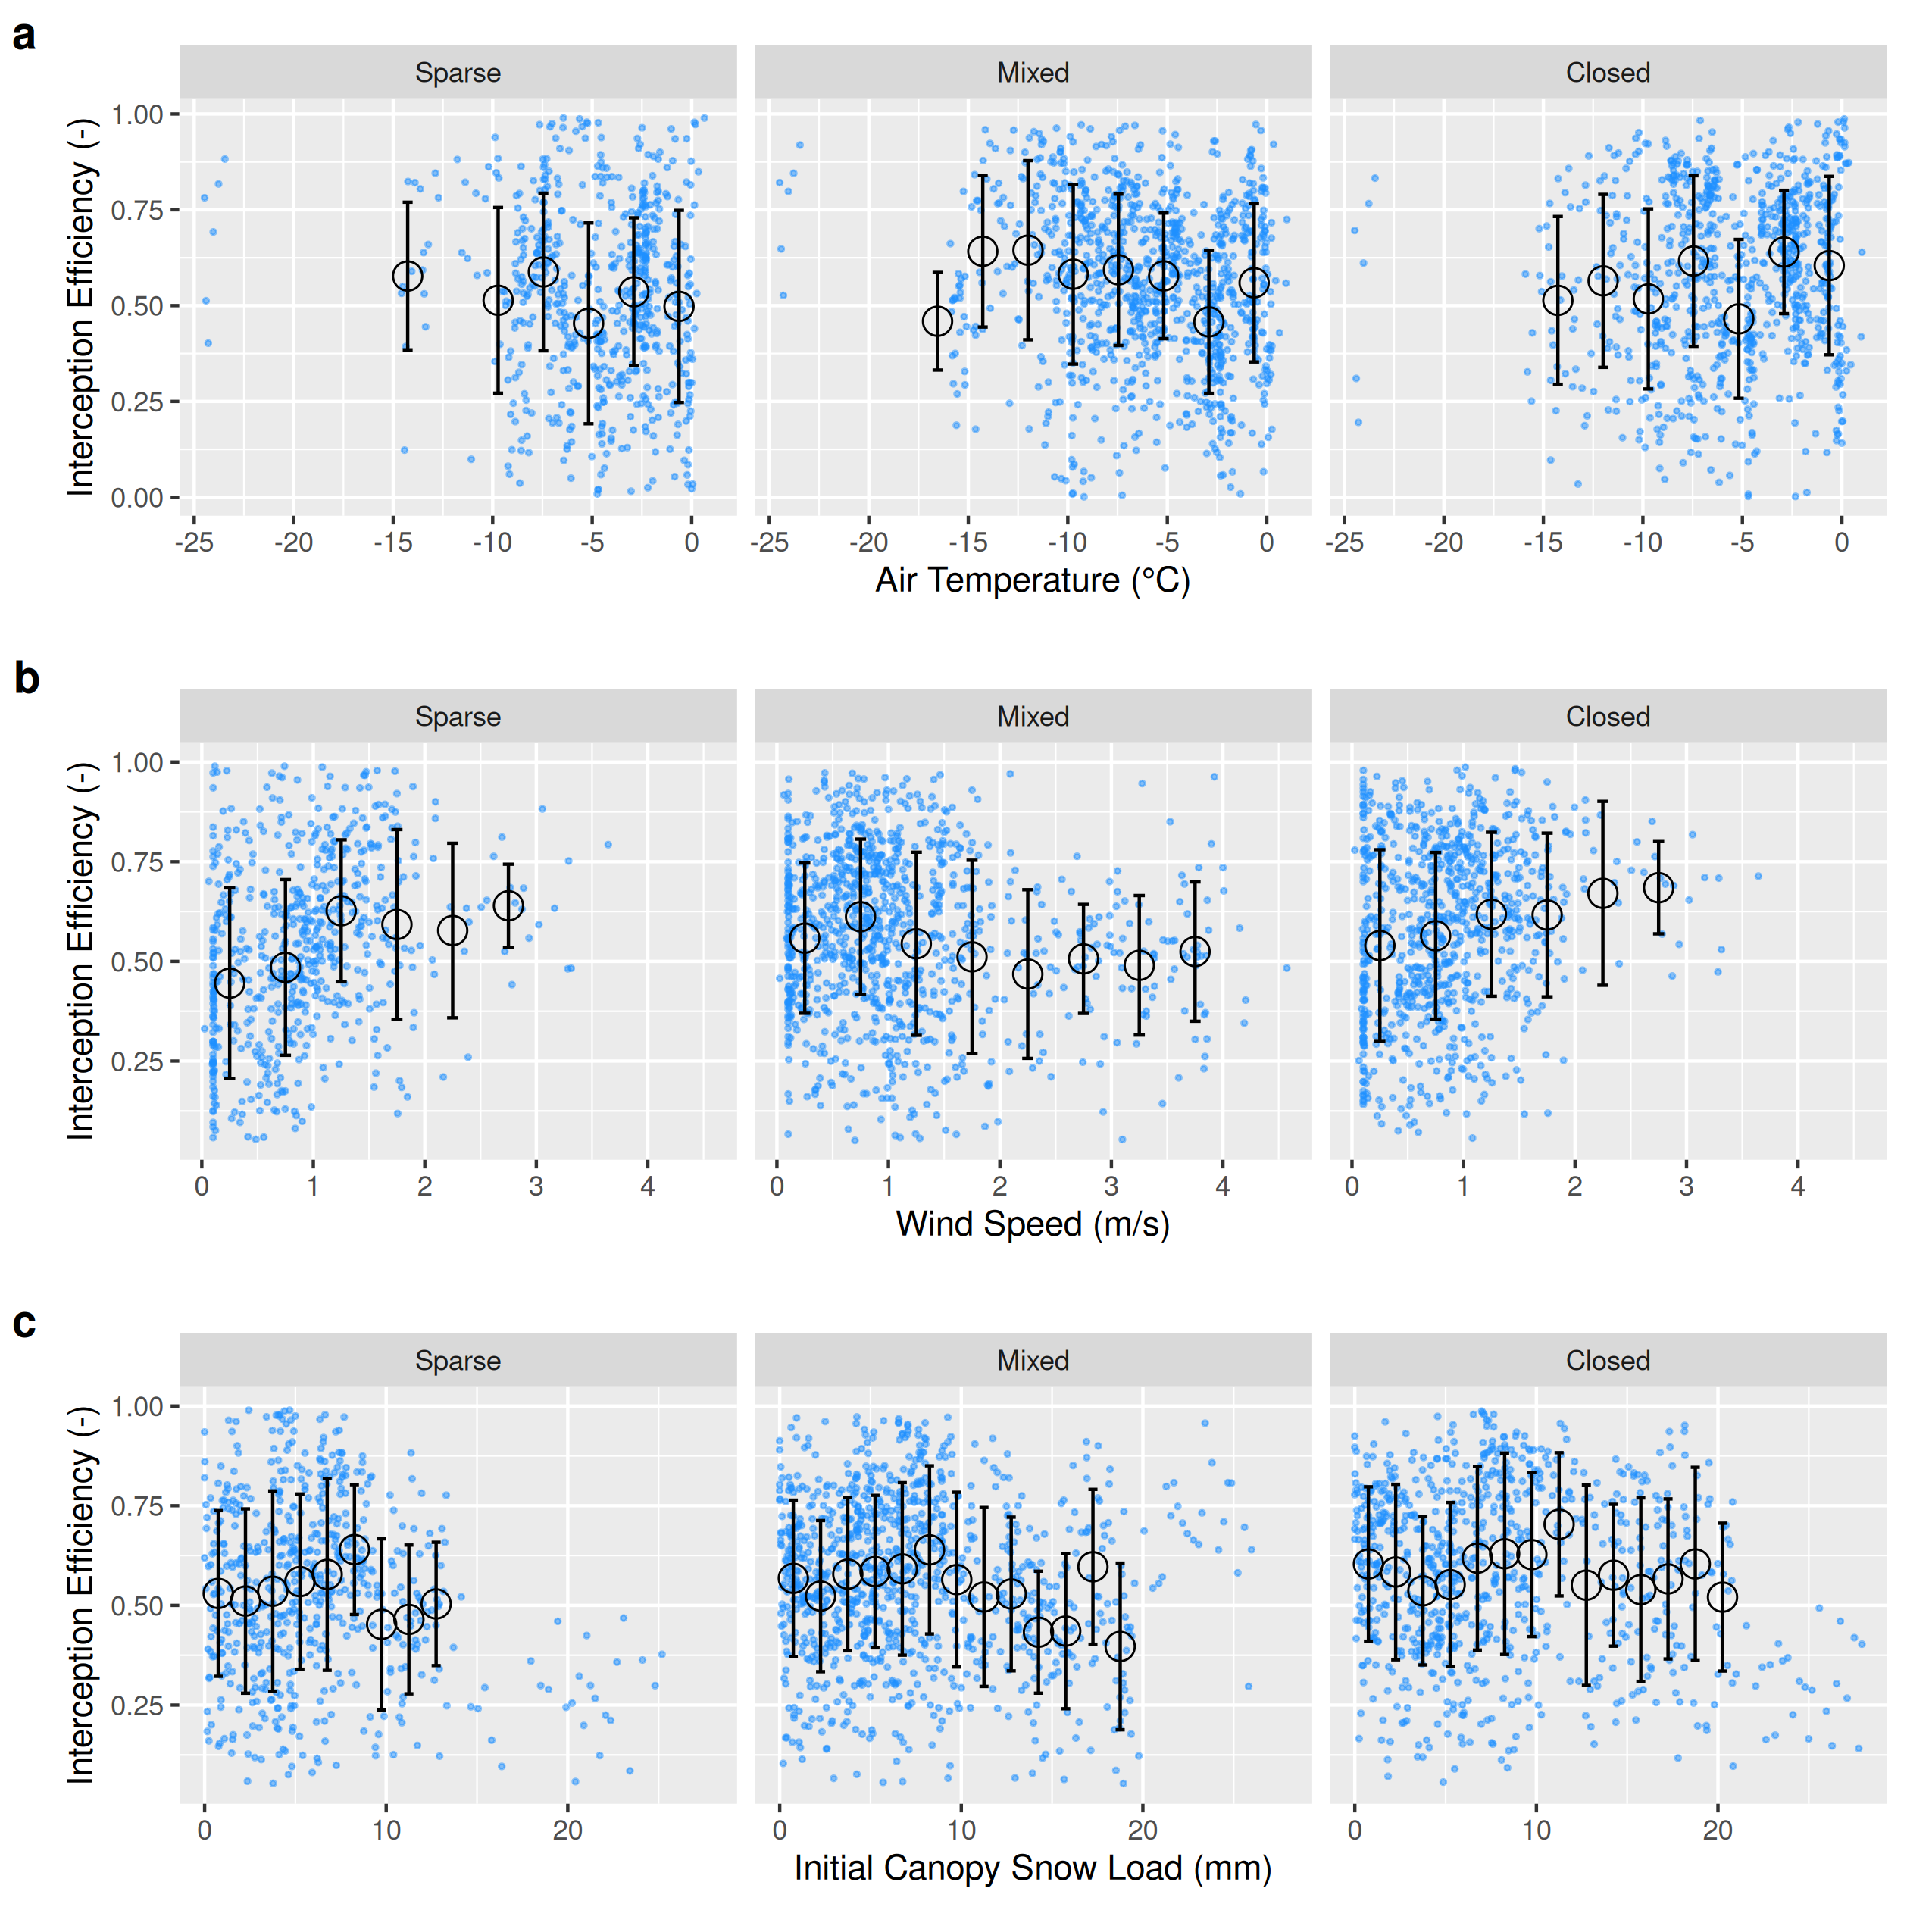 a
Sparse Mixed Closed
Interception Efficiency (-)
1.00
0.75
0.50
0.25
0.00
-25 -20 -15 -10 -5 0 -25 -20 -15 -10 -5 0 -25 -20 -15 -10 -5 0
Air Temperature (°C)
b
Sparse Mixed Closed
Interception Efficiency (-)
1.00
0.75
0.50
0.25
0 1 2 3 4 0 1 2 3 4 0 1 2 3 4
Wind Speed (m/s)
c
Sparse Mixed Closed
Interception Efficiency (-)
1.00
0.75
0.50
0.25
0 10 20 0 10 20 0 10 20
Initial Canopy Snow Load (mm)